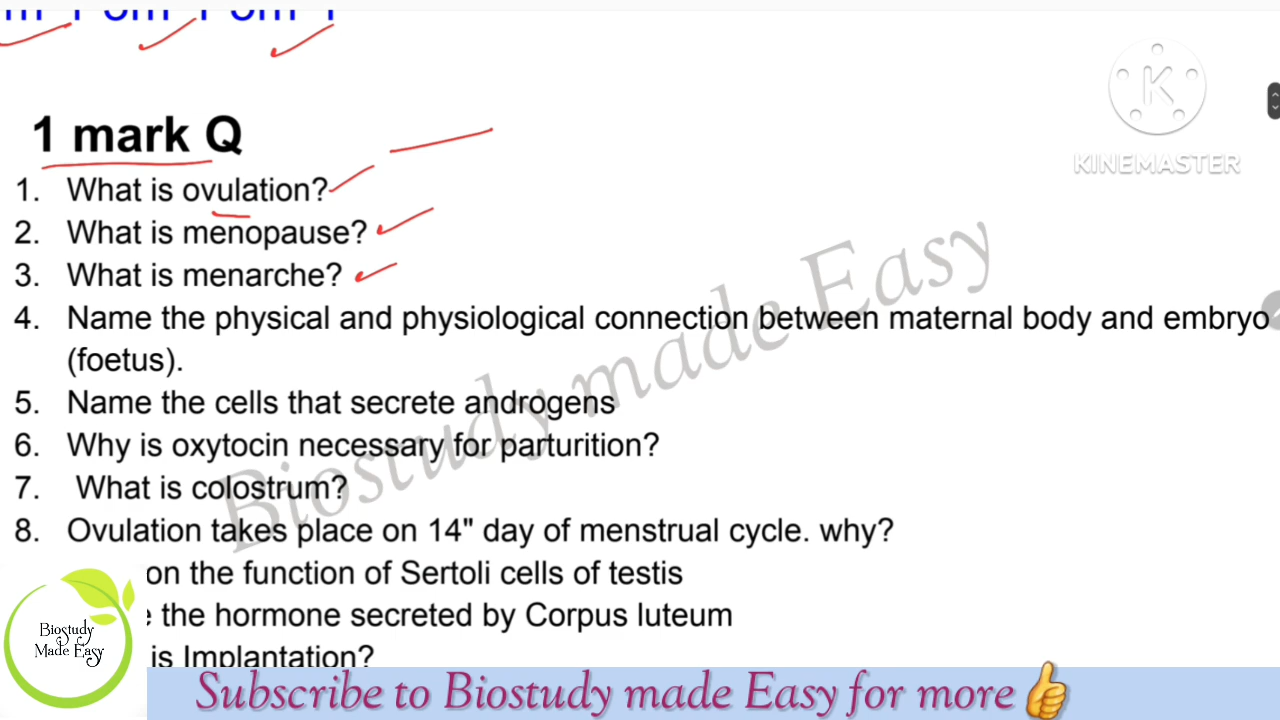 1 mark Q
KINEMASTER
1. What is ovulation?
2. What is menopause?
3. What is menarche?
4. Name the physical and physiological connection between maternal body and embryo
(foetus).
5. Name the cells that secrete androgens
6. Why is oxytocin necessary for parturition?
7. What is colostrum?
8. Ovulation takes place on 14" day of menstrual cycle. why?
on the function of Sertoli cells of testis
the hormone secreted by Corpus luteum
is Implantation?
Biostudy made Easy
Biostudy
Made Easy
Subscribe to Biostudy made Easy for more